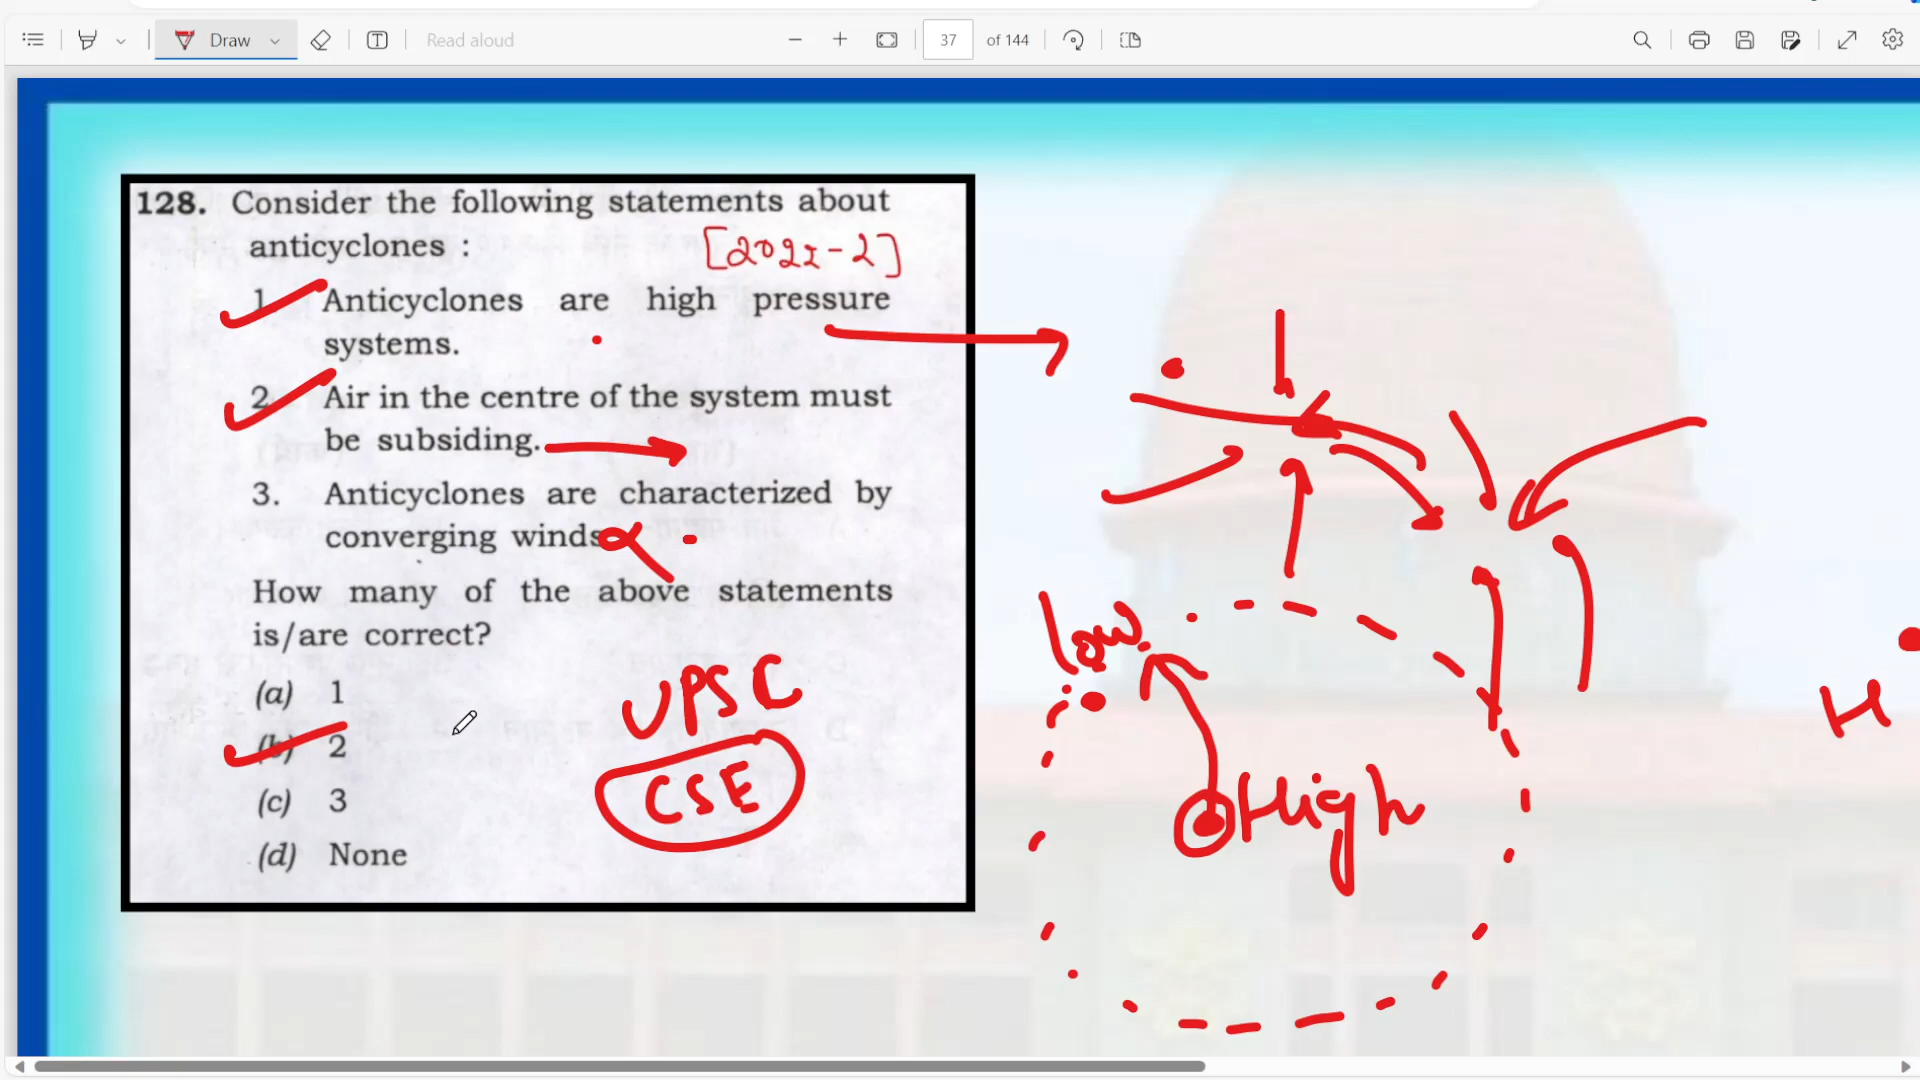 Draw
Read aloud
37 of 144
128. Consider the following statements about
anticyclones :
[202x-2]
1. Anticyclones are high pressure
systems.
2. Air in the centre of the system must
be subsiding.
3. Anticyclones are characterized by
converging winds
How many of the above statements
is/are correct?
(a) 1
(b) 2
(c) 3
(d) None
UPSC
CSE
low
High
H